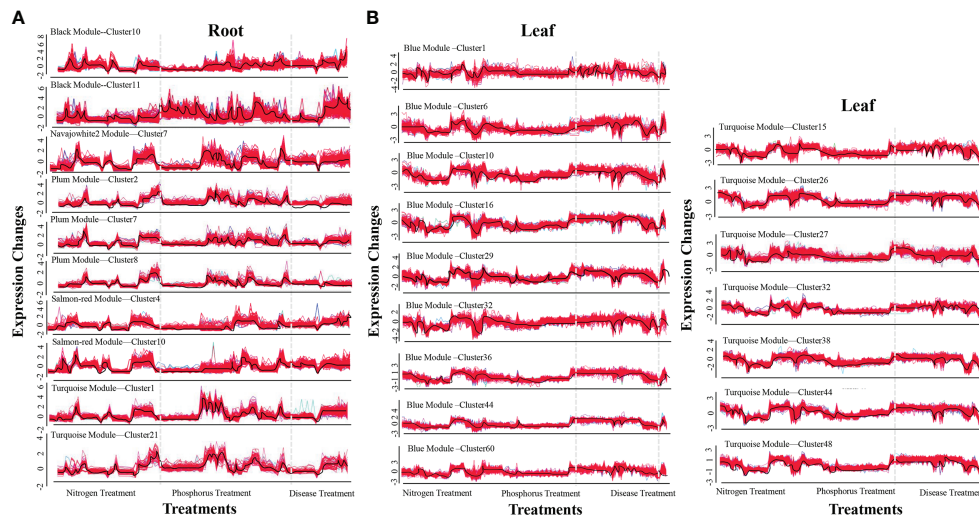 A
Root
Expression Changes
Black Module--Cluster10
Black Module--Cluster11
Navajowhite2 Module—Cluster7
Plum Module—Cluster2
Plum Module—Cluster7
Plum Module—Cluster8
Salmon-red Module—Cluster4
Salmon-red Module—Cluster10
Turquoise Module—Cluster1
Turquoise Module—Cluster21
Nitrogen Treatment Phosphorus Treatment Disease Treatment
Treatments
B
Leaf
Expression Changes
Blue Module –Cluster1
Blue Module –Cluster6
Blue Module –Cluster10
Blue Module –Cluster16
Blue Module –Cluster29
Blue Module –Cluster32
Blue Module –Cluster36
Blue Module –Cluster44
Blue Module –Cluster60
Nitrogen Treatment Phosphorus Treatment Disease Treatment
Treatments
Leaf
Expression Changes
Turquoise Module—Cluster15
Turquoise Module—Cluster26
Turquoise Module—Cluster27
Turquoise Module—Cluster32
Turquoise Module—Cluster38
Turquoise Module—Cluster44
Turquoise Module—Cluster48
Nitrogen Treatment Phosphorus Treatment Disease Treatment
Treatments